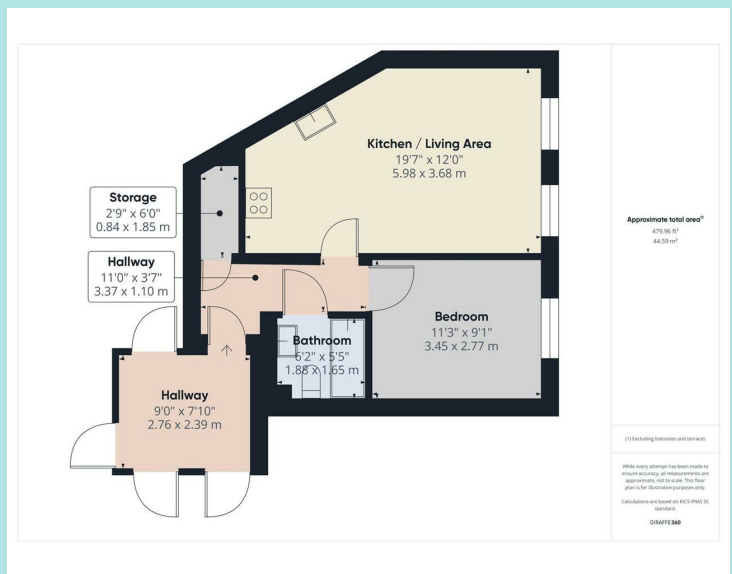 Kitchen / Living Area
19'7" x 12'0"
5.98 x 3.68 m
Storage
2'9" x 6'0"
0.84 x 1.85 m
Hallway
11'0" x 3'7"
3.37 x 1.10 m
Bedroom
11'3" x 9'1"
3.45 x 2.77 m
Bathroom
6'2" x 5'5"
1.88 x 1.65 m
Hallway
9'0" x 7'10"
2.76 x 2.39 m
Approximate total area⁽¹⁾
479.96 ft²
44.59 m²
(1) Excluding balconies and terraces
While every attempt has been made to
ensure accuracy, all measurements are
approximate, not to scale. This floor
plan is for illustrative purposes only.
Calculations are based on RICS IPMS 3C
standard.
GIRAFFE360